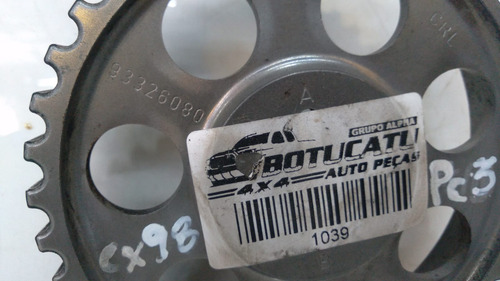 93326080
CRL
A
GRUPO ALPHA
BOTUCATU
4x4 AUTO PEÇAS
1039
CX98
PC3